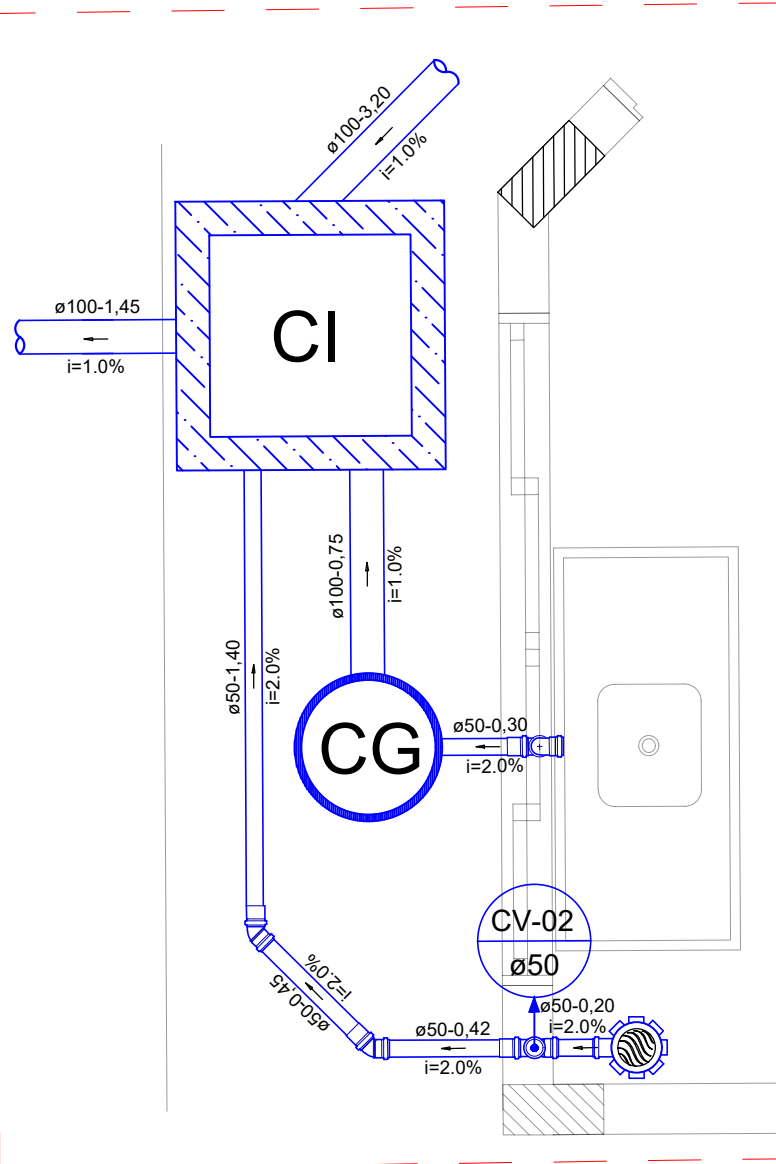 ø100-3,20
i=1.0%
ø100-1,45
i=1.0%
CI
ø100-0,75
i=1.0%
ø50-1,40
i=2.0%
CG
ø50-0,30
i=2.0%
CV-02
ø50
i=2.0%
ø50-0,45
ø50-0,20
i=2.0%
ø50-0,42
i=2.0%